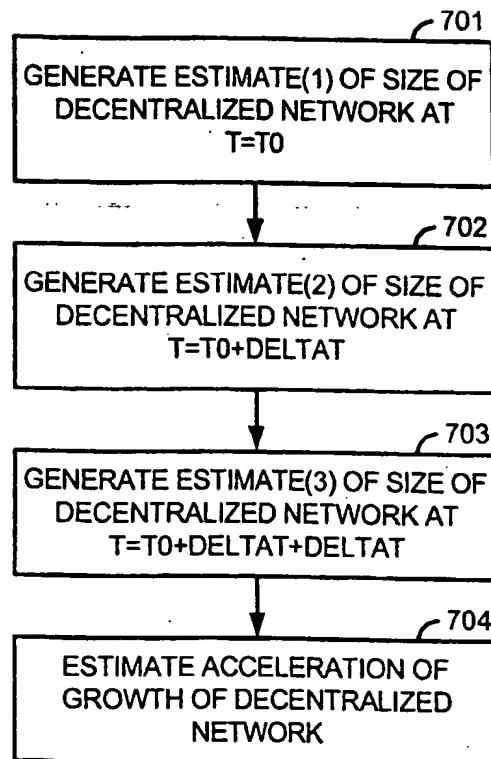 701
GENERATE ESTIMATE(1) OF SIZE OF
DECENTRALIZED NETWORK AT
T=T0
702
GENERATE ESTIMATE(2) OF SIZE OF
DECENTRALIZED NETWORK AT
T=T0+DELTAT
703
GENERATE ESTIMATE(3) OF SIZE OF
DECENTRALIZED NETWORK AT
T=T0+DELTAT+DELTAT
704
ESTIMATE ACCELERATION OF
GROWTH OF DECENTRALIZED
NETWORK